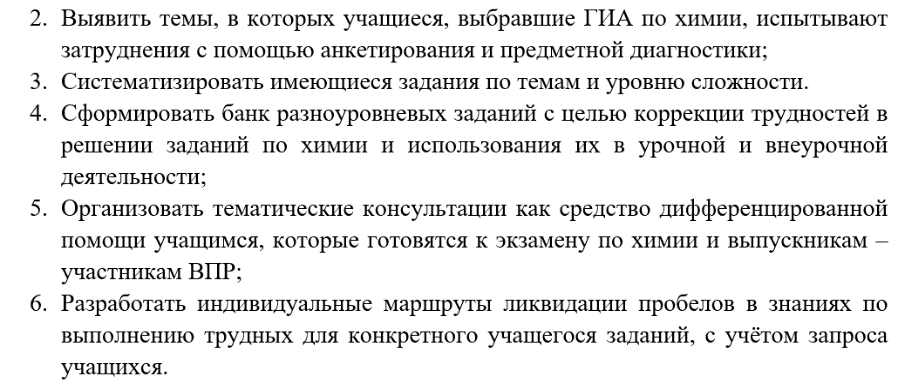 2. Выявить темы, в которых учащиеся, выбравшие ГИА по химии, испытывают
затруднения с помощью анкетирования и предметной диагностики;
3. Систематизировать имеющиеся задания по темам и уровню сложности.
4. Сформировать банк разноуровневых заданий с целью коррекции трудностей в
решении заданий по химии и использования их в урочной и внеурочной
деятельности;
5. Организовать тематические консультации как средство дифференцированной
помощи учащимся, которые готовятся к экзамену по химии и выпускникам –
участникам ВПР;
6. Разработать индивидуальные маршруты ликвидации пробелов в знаниях по
выполнению трудных для конкретного учащегося заданий, с учётом запроса
учащихся.